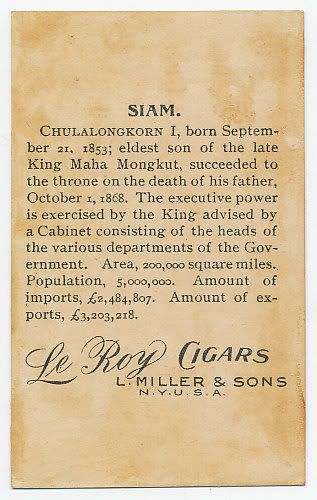 SIAM.
CHULALONGKORN I, born Septem-
ber 21, 1853; eldest son of the late
King Maha Mongkut, succeeded to
the throne on the death of his father,
October 1, 1868. The executive power
is exercised by the King advised by
a Cabinet consisting of the heads of
the various departments of the Gov-
ernment. Area, 200,000 square miles.
Population, 5,000,000. Amount of
imports, £2,484,807. Amount of ex-
ports, £3,203,218.
Le Roy CIGARS
L. MILLER & SONS
N.Y.U.S.A.